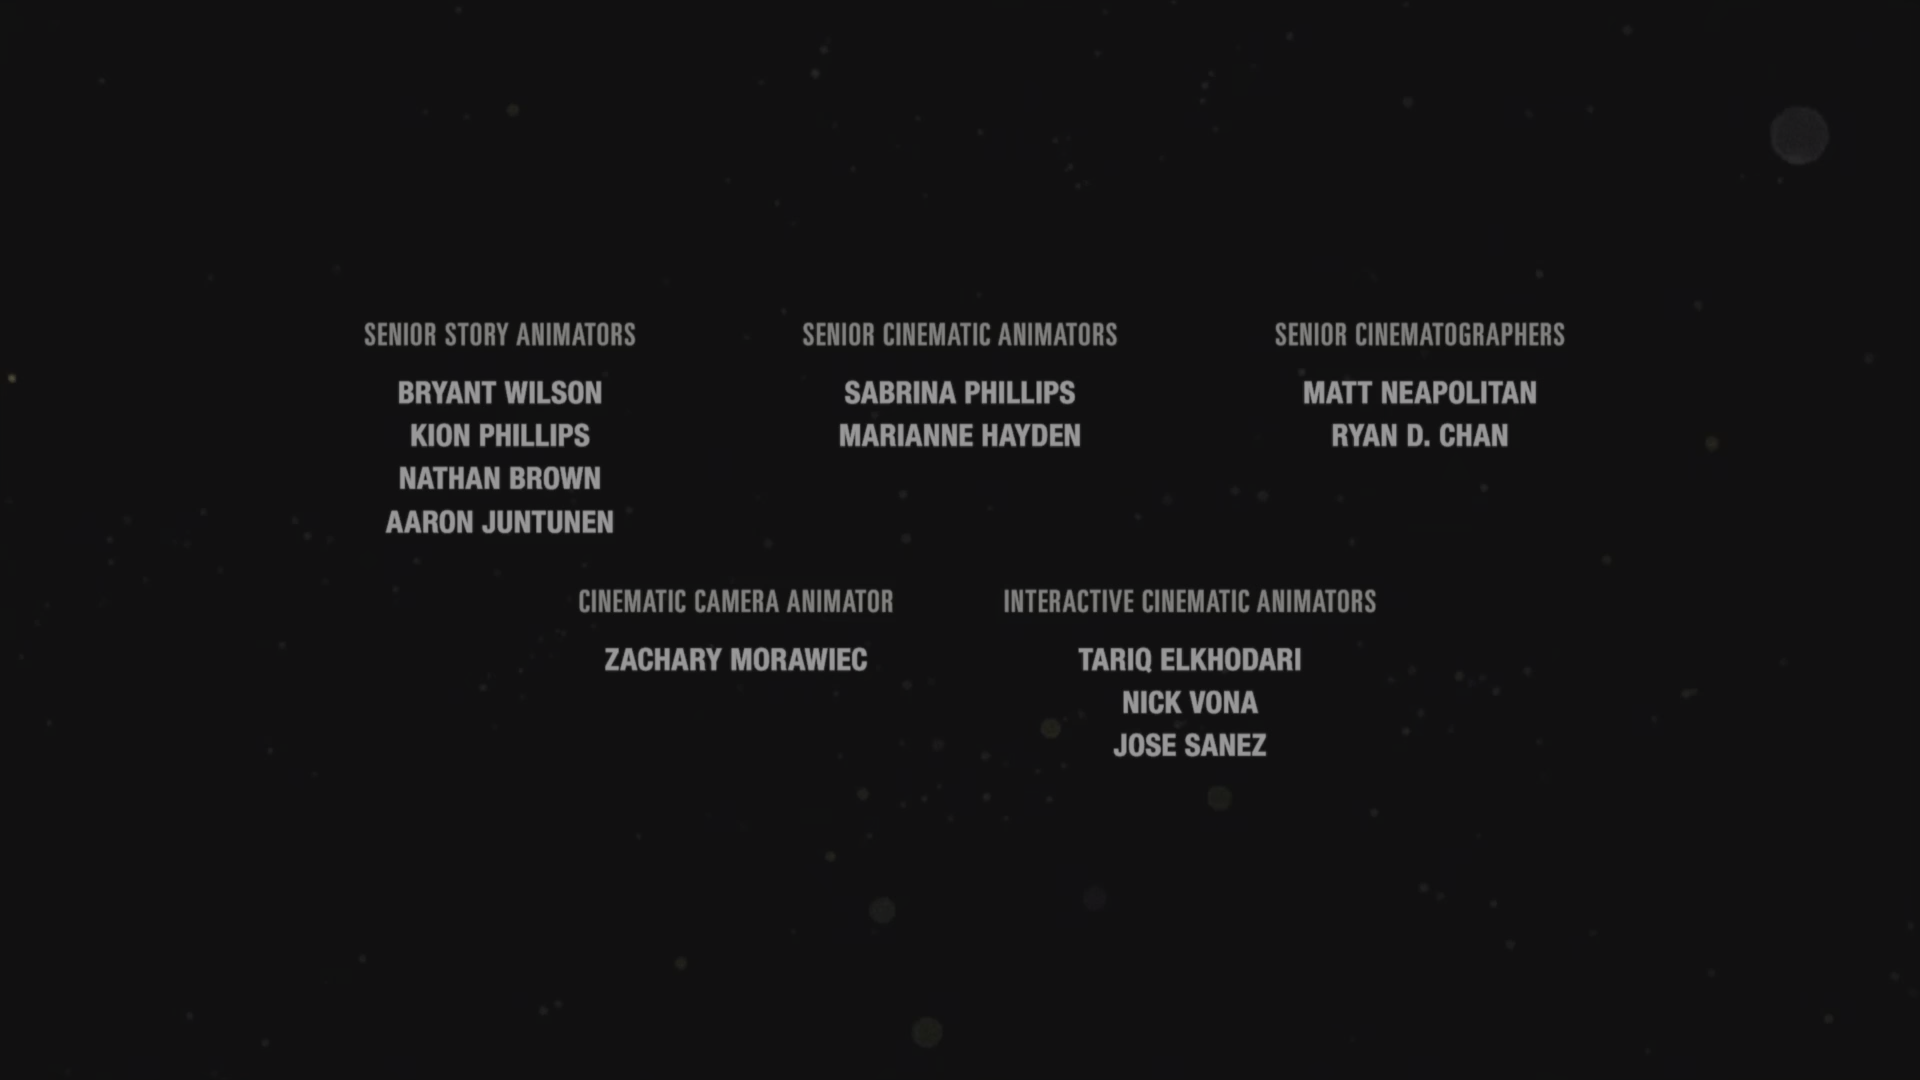 SENIOR STORY ANIMATORS
BRYANT WILSON
KION PHILLIPS
NATHAN BROWN
AARON JUNTUNEN
SENIOR CINEMATIC ANIMATORS
SABRINA PHILLIPS
MARIANNE HAYDEN
SENIOR CINEMATOGRAPHERS
MATT NEAPOLITAN
RYAN D. CHAN
CINEMATIC CAMERA ANIMATOR
ZACHARY MORAWIEC
INTERACTIVE CINEMATIC ANIMATORS
TARIQ ELKHODARI
NICK VONA
JOSE SANEZ